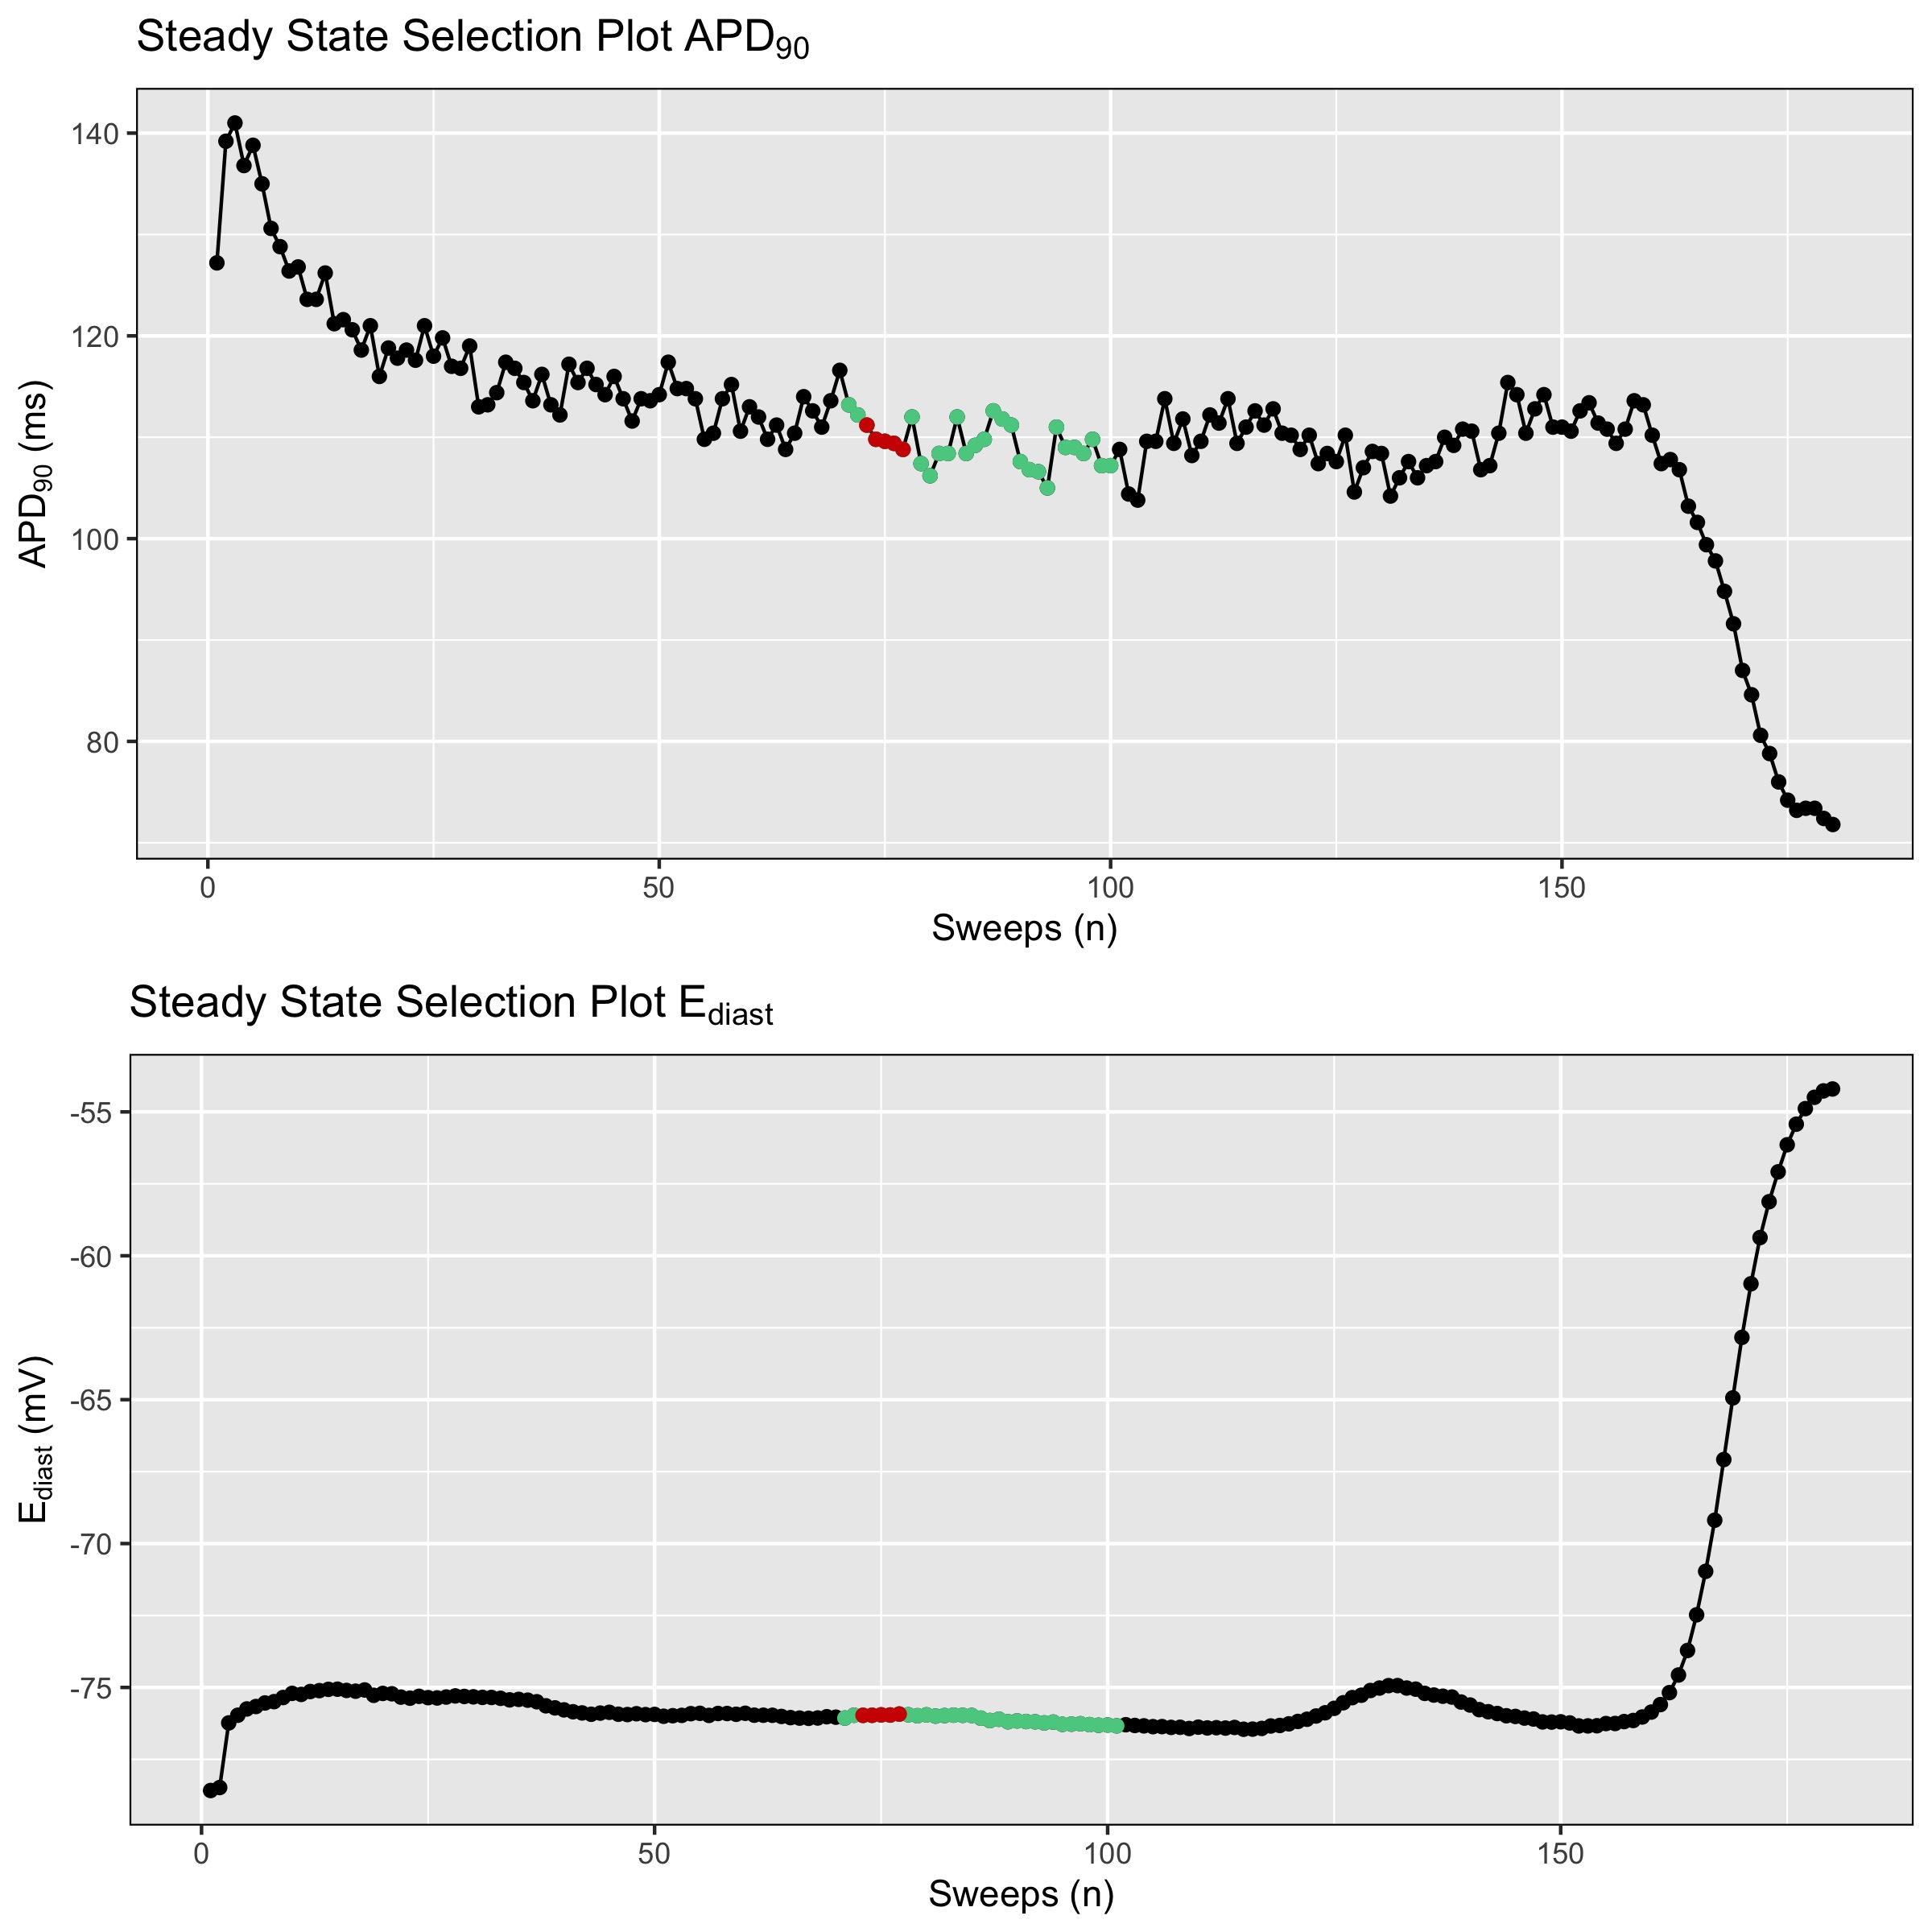 Steady State Selection Plot APD90
140
120
100
80
APD90 (ms)
0 50 100 150
Sweeps (n)
Steady State Selection Plot Ediast
-55
-60
-65
-70
-75
Ediast (mV)
0 50 100 150
Sweeps (n)